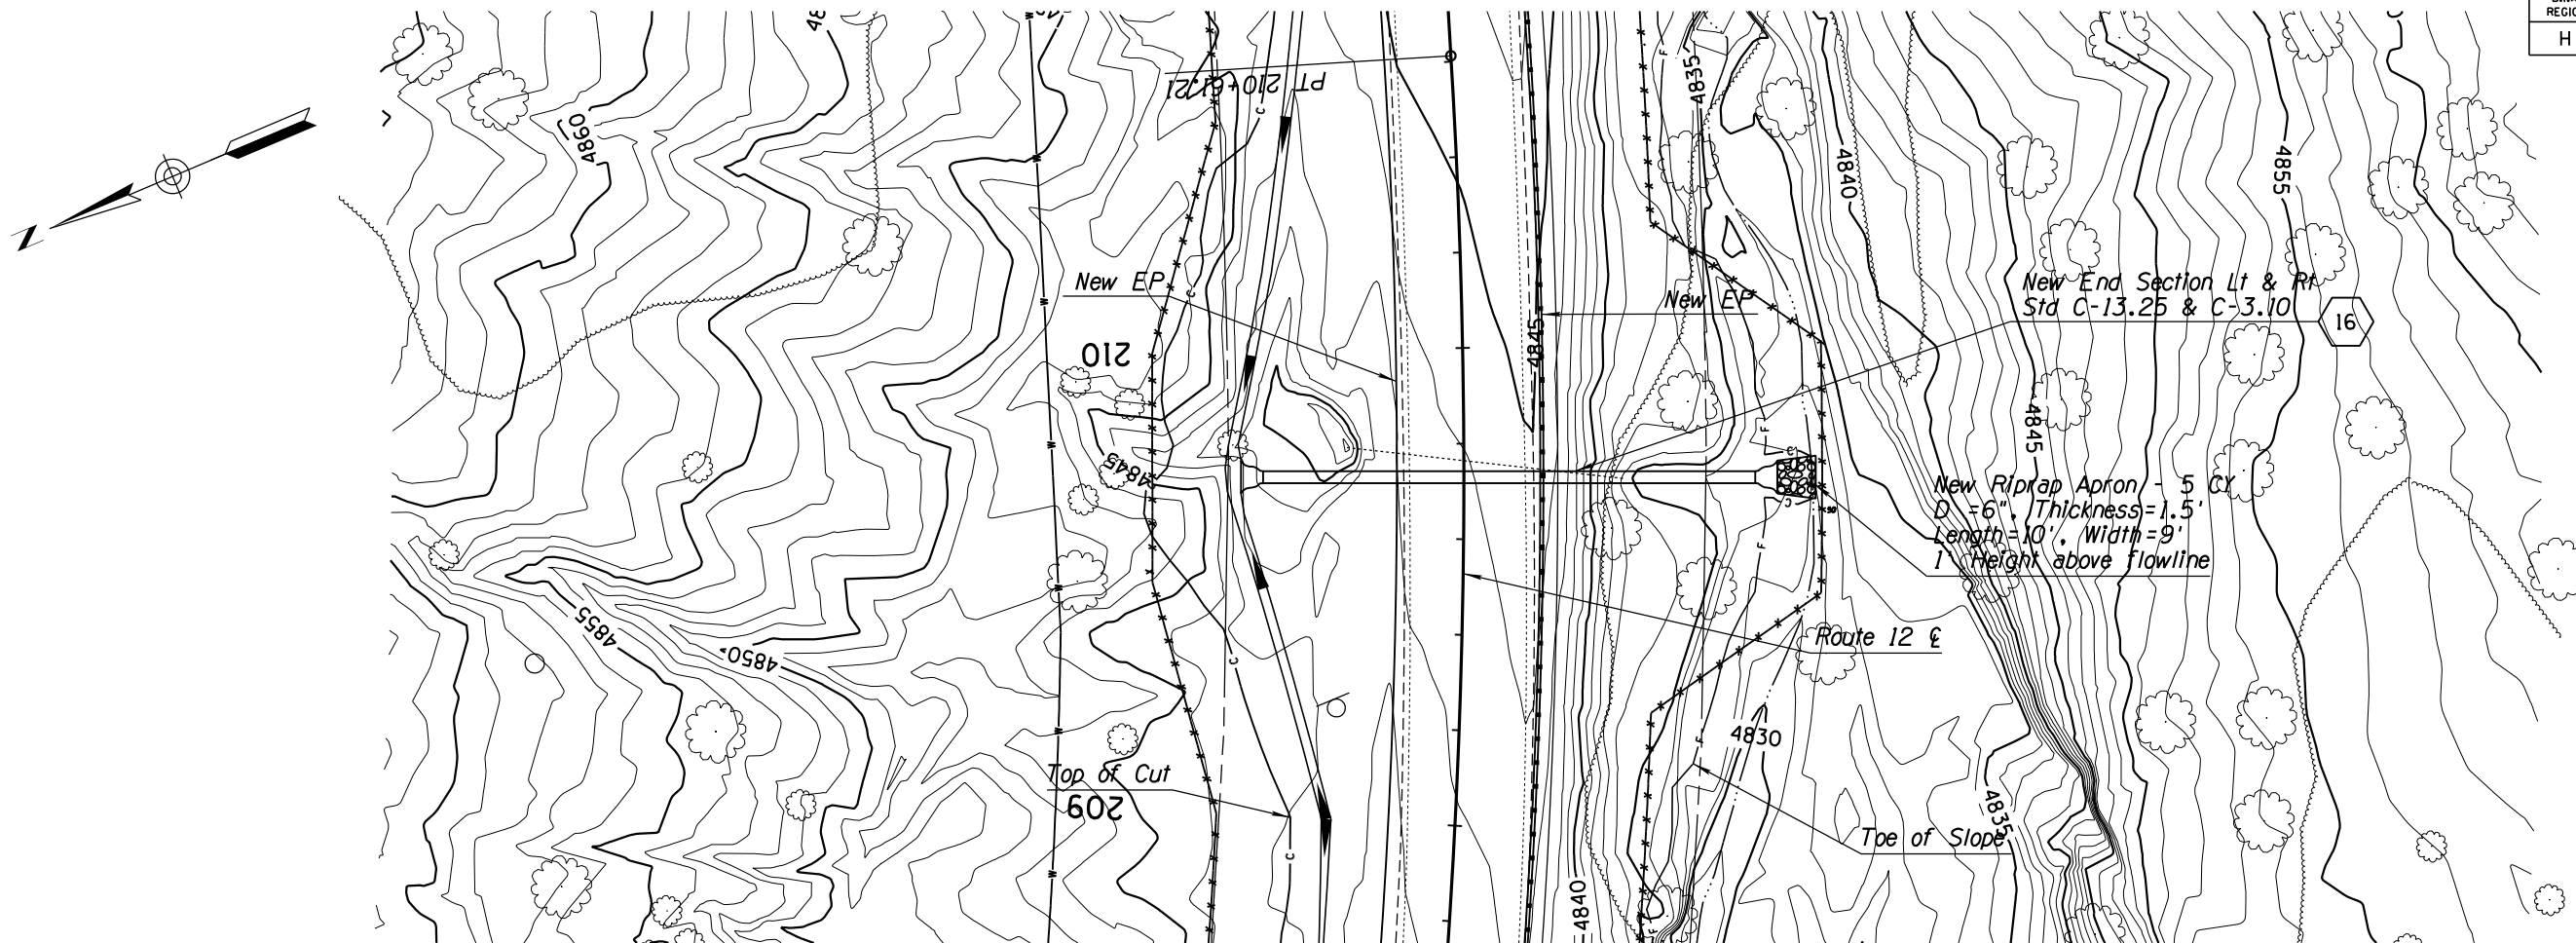 REGIO
H
4835
PT 210+61.21
4860
4840
4855
N
New EP
New EP
New End Section Lt & Rt
Std C-13.25 & C-3.10
16
210
4845
4845
4845
New Riprap Apron - 5 CY
D =6", Thickness=1.5'
Length=10', Width=9'
1' Height above flowline
4855
4850
Route 12 ℄
4830
Top of Cut
209
4835
Toe of Slope
4840